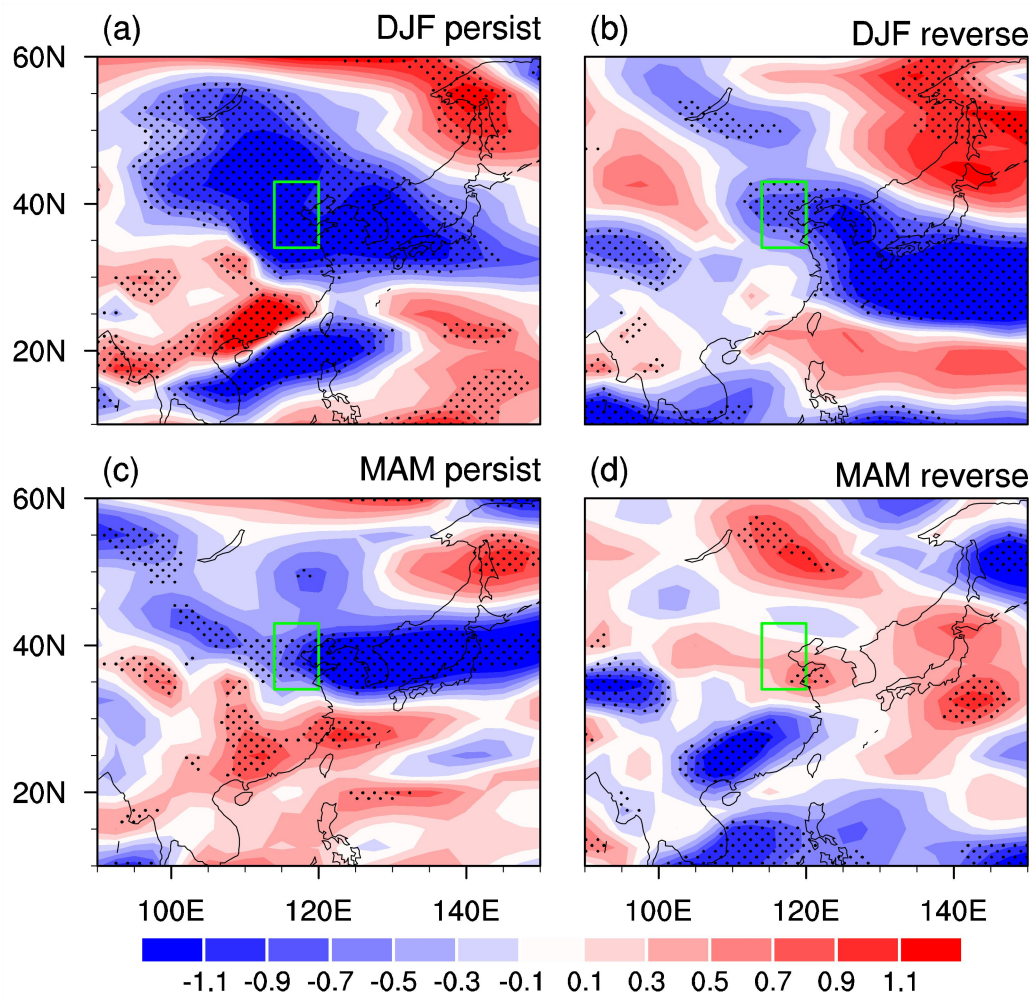 (a) DJF persist
(b) DJF reverse
60N
40N
20N
(c) MAM persist
(d) MAM reverse
60N
40N
20N
100E 120E 140E 100E 120E 140E
-1.1 -0.9 -0.7 -0.5 -0.3 -0.1 0.1 0.3 0.5 0.7 0.9 1.1